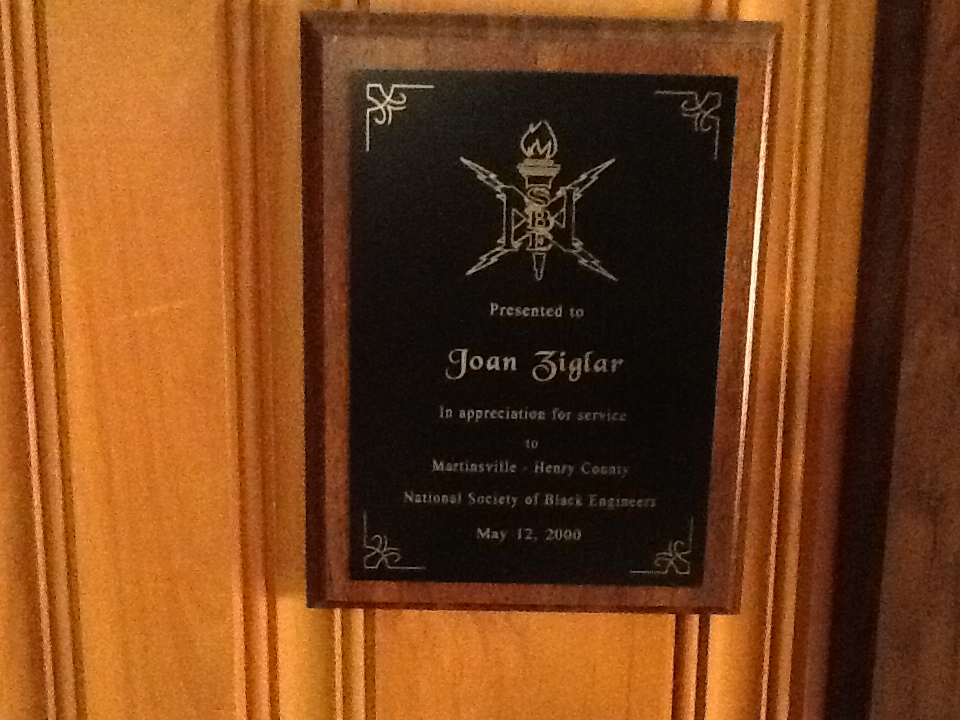 NSBE
Presented to
Joan Ziglar
In appreciation for service
to
Martinsville - Henry County
National Society of Black Engineers
May 12, 2000